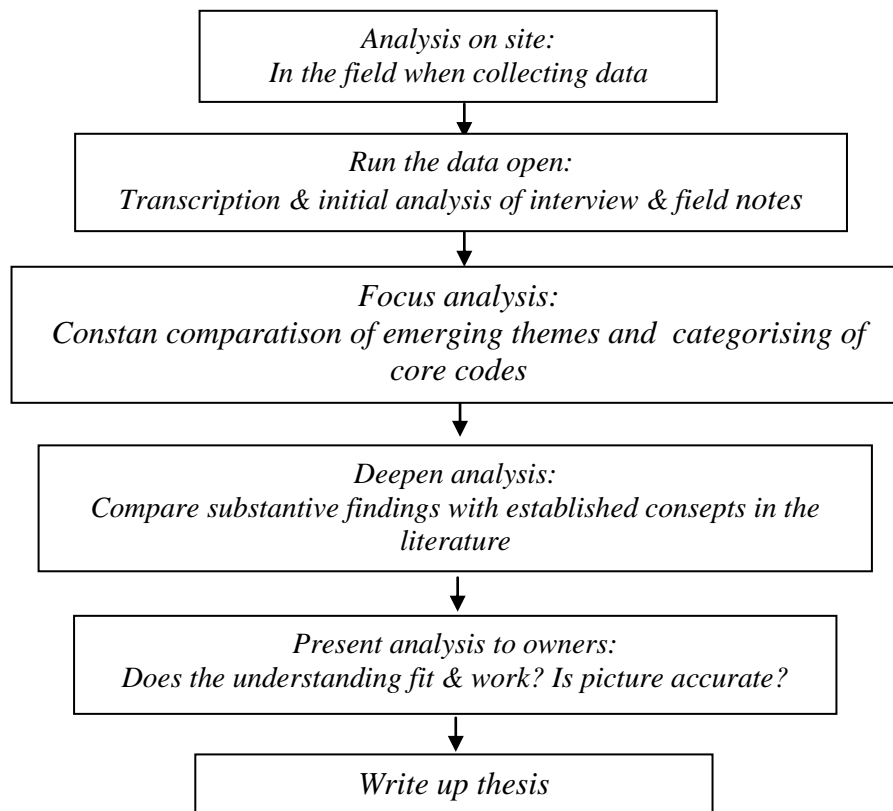 Analysis on site:
In the field when collecting data
Run the data open:
Transcription & initial analysis of interview & field notes
Focus analysis:
Constan comparatison of emerging themes and categorising of
core codes
Deepen analysis:
Compare substantive findings with established consepts in the
literature
Present analysis to owners:
Does the understanding fit & work? Is picture accurate?
Write up thesis